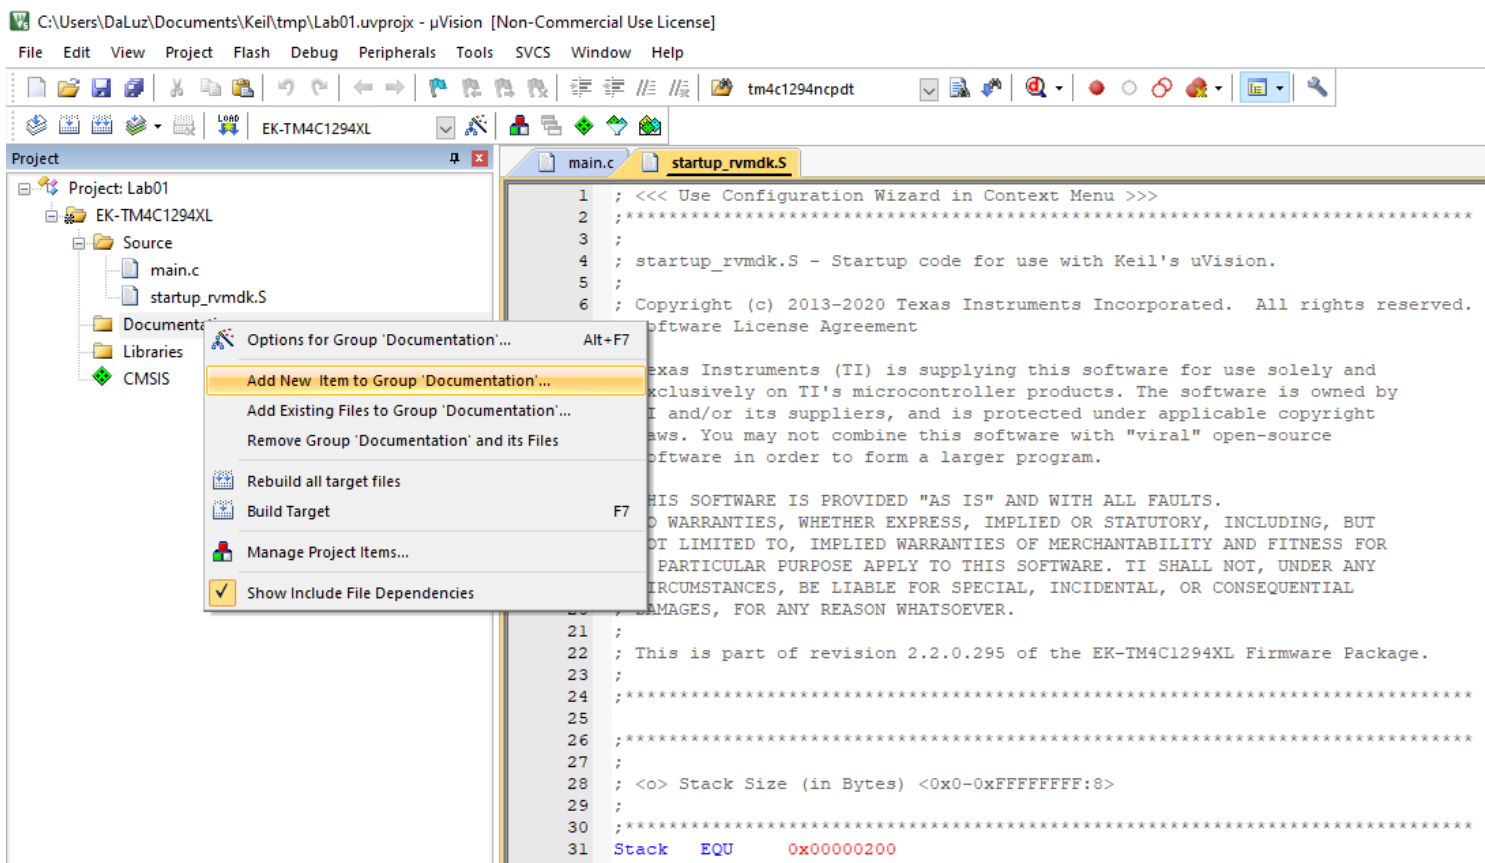 C:\Users\DaLuz\Documents\Keil\tmp\Lab01.uvprojx - µVision [Non-Commercial Use License]
File Edit View Project Flash Debug Peripherals Tools SVCS Window Help
tm4c1294ncpdt
LOAD EK-TM4C1294XL
Project
main.c startup_rvmdk.S
Project: Lab01
EK-TM4C1294XL
Source
main.c
startup_rvmdk.S
Libraries
CMSIS
Options for Group 'Documentation'... Alt+F7
Add New Item to Group 'Documentation'...
Add Existing Files to Group 'Documentation'...
Remove Group 'Documentation' and its Files
Rebuild all target files
Build Target F7
Manage Project Items...
Show Include File Dependencies
1 ; <<< Use Configuration Wizard in Context Menu >>>
2 ;******************************************************************************
3 ;
4 ; startup_rvmdk.S - Startup code for use with Keil's uVision.
5 ;
6 ; Copyright (c) 2013-2020 Texas Instruments Incorporated.  All rights reserved.
oftware License Agreement
exas Instruments (TI) is supplying this software for use solely and
xclusively on TI's microcontroller products. The software is owned by
I and/or its suppliers, and is protected under applicable copyright
aws. You may not combine this software with "viral" open-source
oftware in order to form a larger program.
HIS SOFTWARE IS PROVIDED "AS IS" AND WITH ALL FAULTS.
O WARRANTIES, WHETHER EXPRESS, IMPLIED OR STATUTORY, INCLUDING, BUT
OT LIMITED TO, IMPLIED WARRANTIES OF MERCHANTABILITY AND FITNESS FOR
PARTICULAR PURPOSE APPLY TO THIS SOFTWARE. TI SHALL NOT, UNDER ANY
IRCUMSTANCES, BE LIABLE FOR SPECIAL, INCIDENTAL, OR CONSEQUENTIAL
AMAGES, FOR ANY REASON WHATSOEVER.
21 ;
22 ; This is part of revision 2.2.0.295 of the EK-TM4C1294XL Firmware Package.
23 ;
24 ;******************************************************************************
25
26 ;******************************************************************************
27 ;
28 ; <o> Stack Size (in Bytes) <0x0-0xFFFFFFFF:8>
29 ;
30 ;******************************************************************************
31 Stack EQU 0x00000200